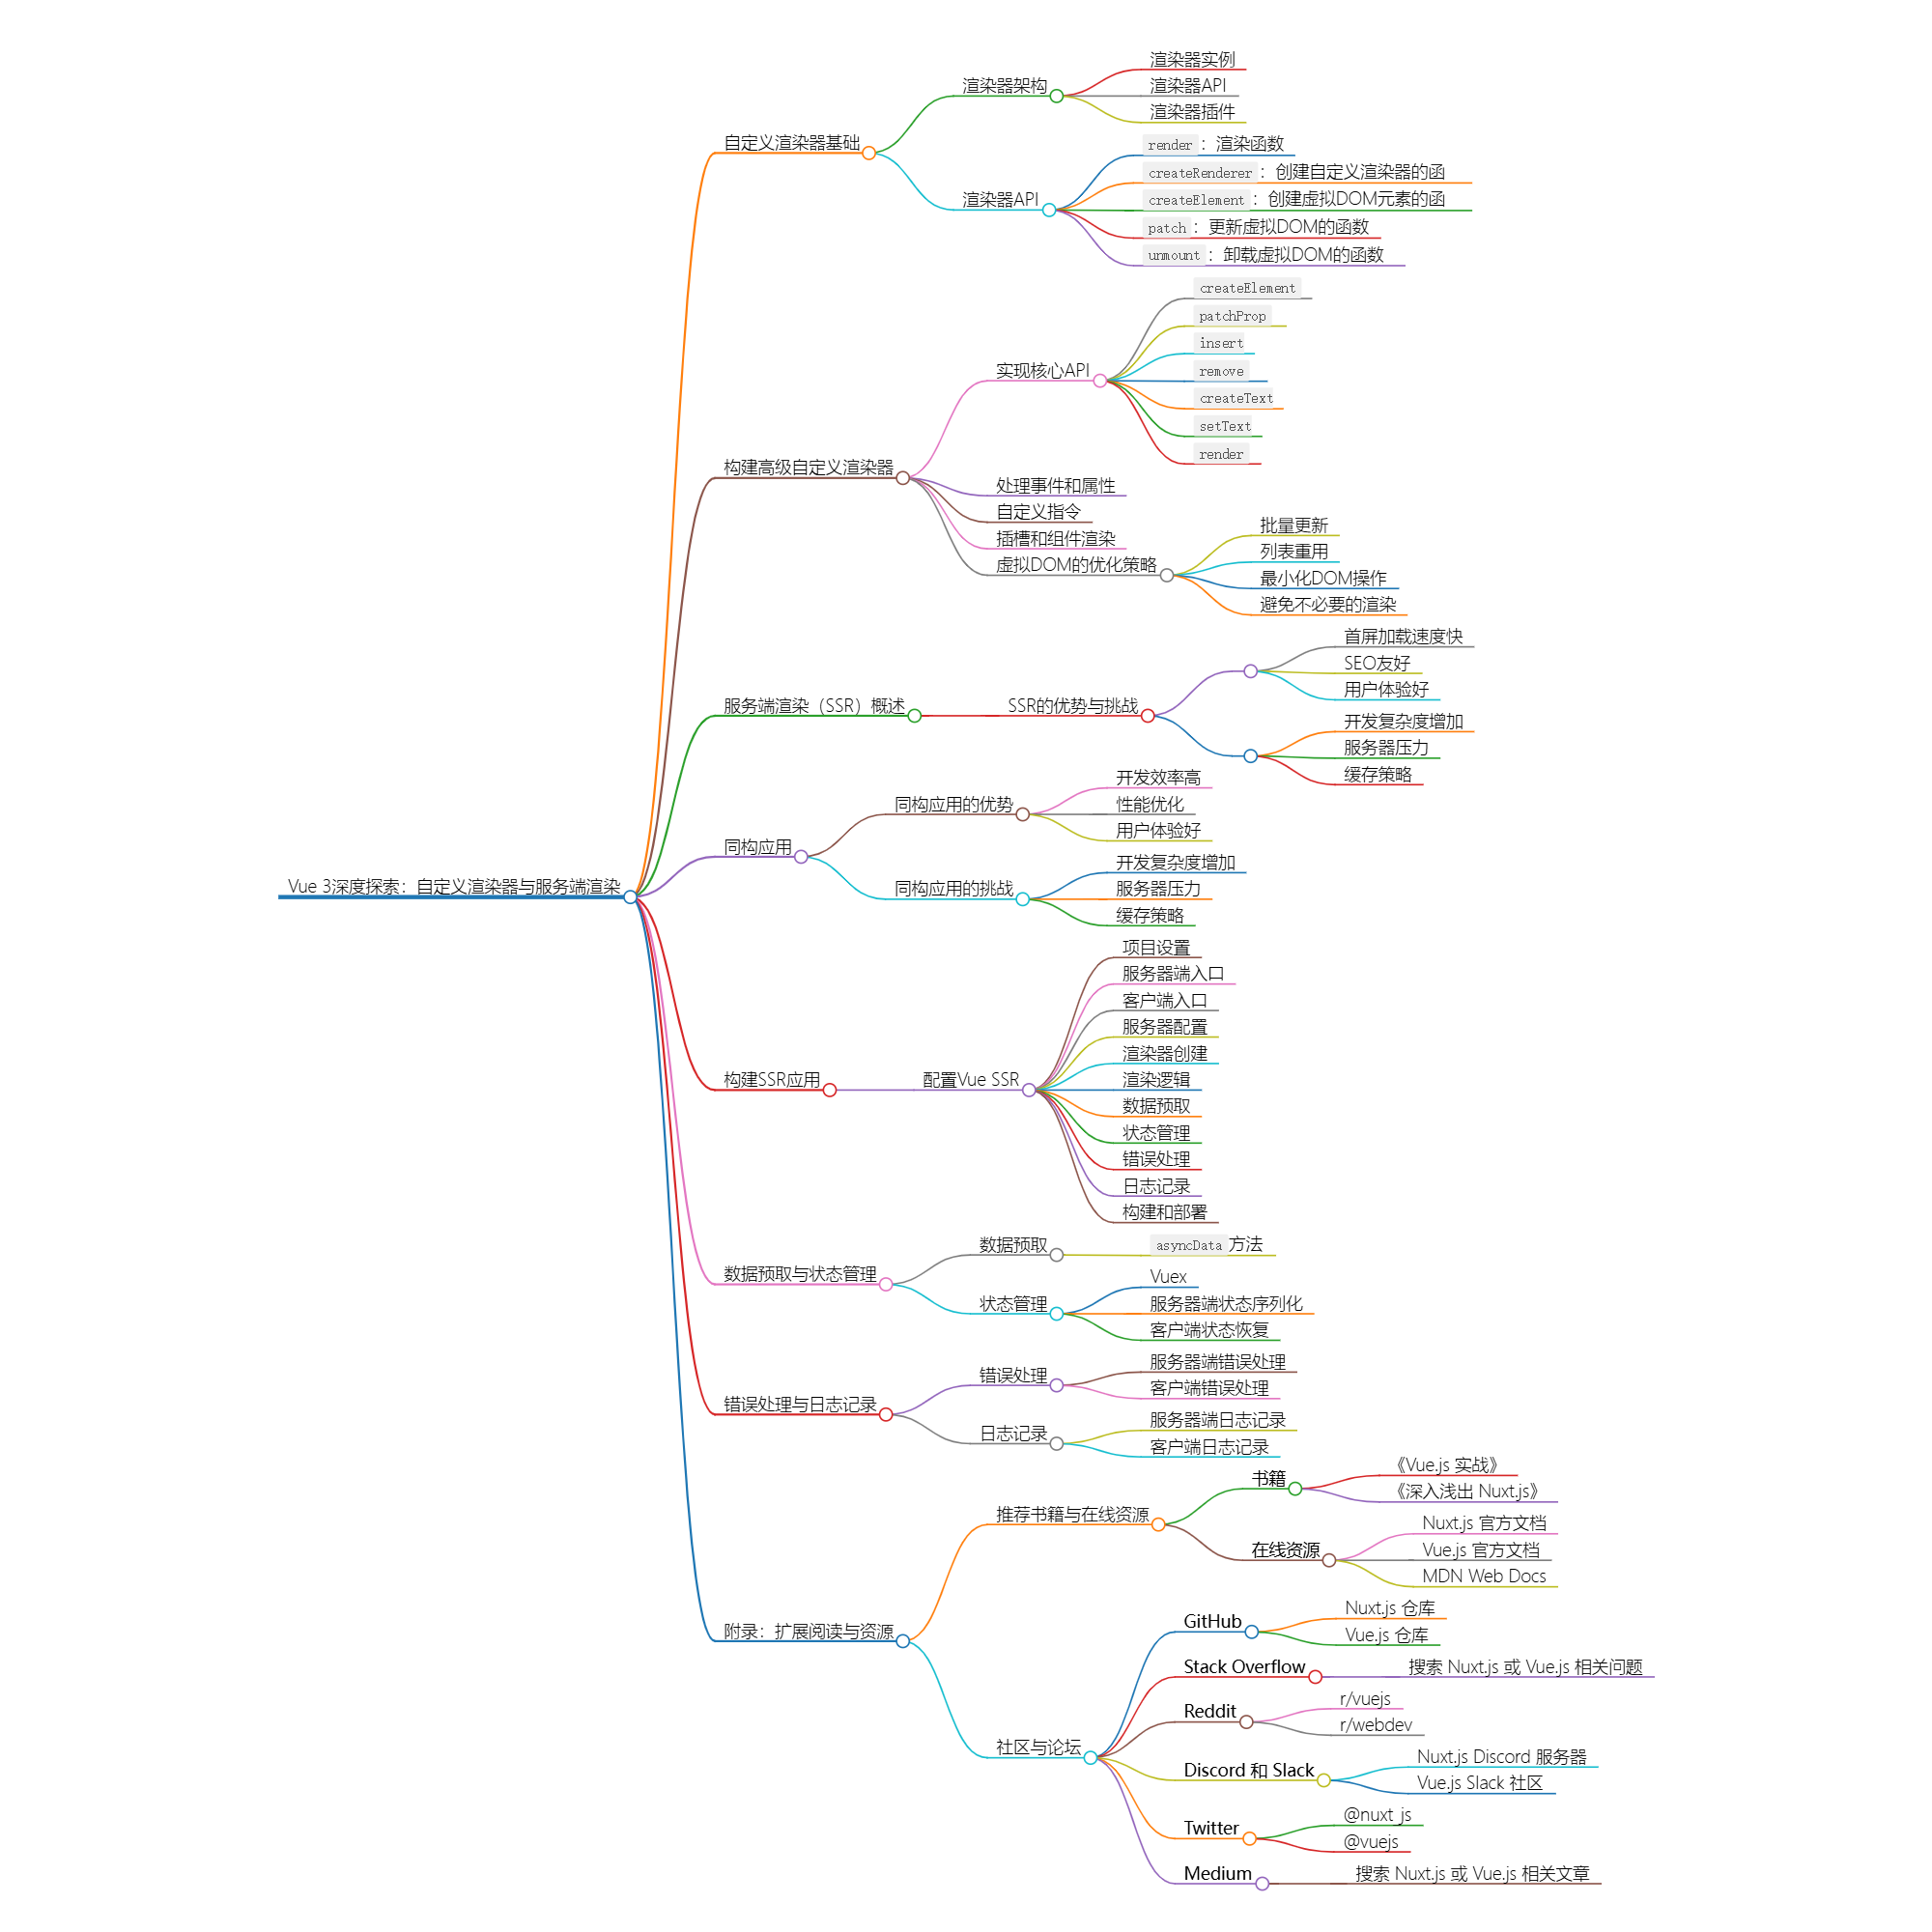 Vue 3深度探索：自定义渲染器与服务端渲染
自定义渲染器基础
渲染器架构
渲染器实例
渲染器API
渲染器插件
渲染器API
render：渲染函数
createRenderer：创建自定义渲染器的函
createElement：创建虚拟DOM元素的函
patch：更新虚拟DOM的函数
unmount：卸载虚拟DOM的函数
构建高级自定义渲染器
实现核心API
createElement
patchProp
insert
remove
createText
setText
render
处理事件和属性
自定义指令
插槽和组件渲染
虚拟DOM的优化策略
批量更新
列表重用
最小化DOM操作
避免不必要的渲染
服务端渲染（SSR）概述
SSR的优势与挑战
首屏加载速度快
SEO友好
用户体验好
开发复杂度增加
服务器压力
缓存策略
同构应用
同构应用的优势
开发效率高
性能优化
用户体验好
同构应用的挑战
开发复杂度增加
服务器压力
缓存策略
构建SSR应用
配置Vue SSR
项目设置
服务器端入口
客户端入口
服务器配置
渲染器创建
渲染逻辑
数据预取
状态管理
错误处理
日志记录
构建和部署
数据预取与状态管理
数据预取
asyncData方法
状态管理
Vuex
服务器端状态序列化
客户端状态恢复
错误处理与日志记录
错误处理
服务器端错误处理
客户端错误处理
日志记录
服务器端日志记录
客户端日志记录
附录：扩展阅读与资源
推荐书籍与在线资源
书籍
《Vue.js 实战》
《深入浅出 Nuxt.js》
在线资源
Nuxt.js 官方文档
Vue.js 官方文档
MDN Web Docs
社区与论坛
GitHub
Nuxt.js 仓库
Vue.js 仓库
Stack Overflow
搜索 Nuxt.js 或 Vue.js 相关问题
Reddit
r/vuejs
r/webdev
Discord 和 Slack
Nuxt.js Discord 服务器
Vue.js Slack 社区
Twitter
@nuxt_js
@vuejs
Medium
搜索 Nuxt.js 或 Vue.js 相关文章